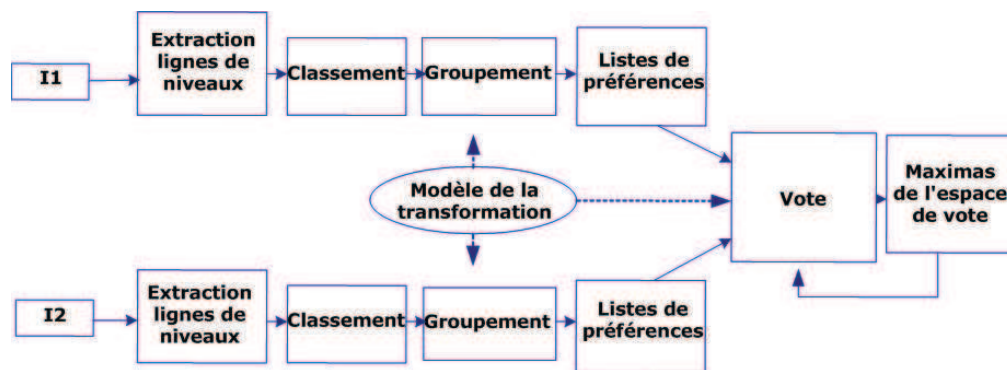 I1
Extraction
lignes de
niveaux
Classement
Groupement
Listes de
préférences
Modèle de la
transformation
Vote
Maximas
de l'espace
de vote
I2
Extraction
lignes de
niveaux
Classement
Groupement
Listes de
préférences